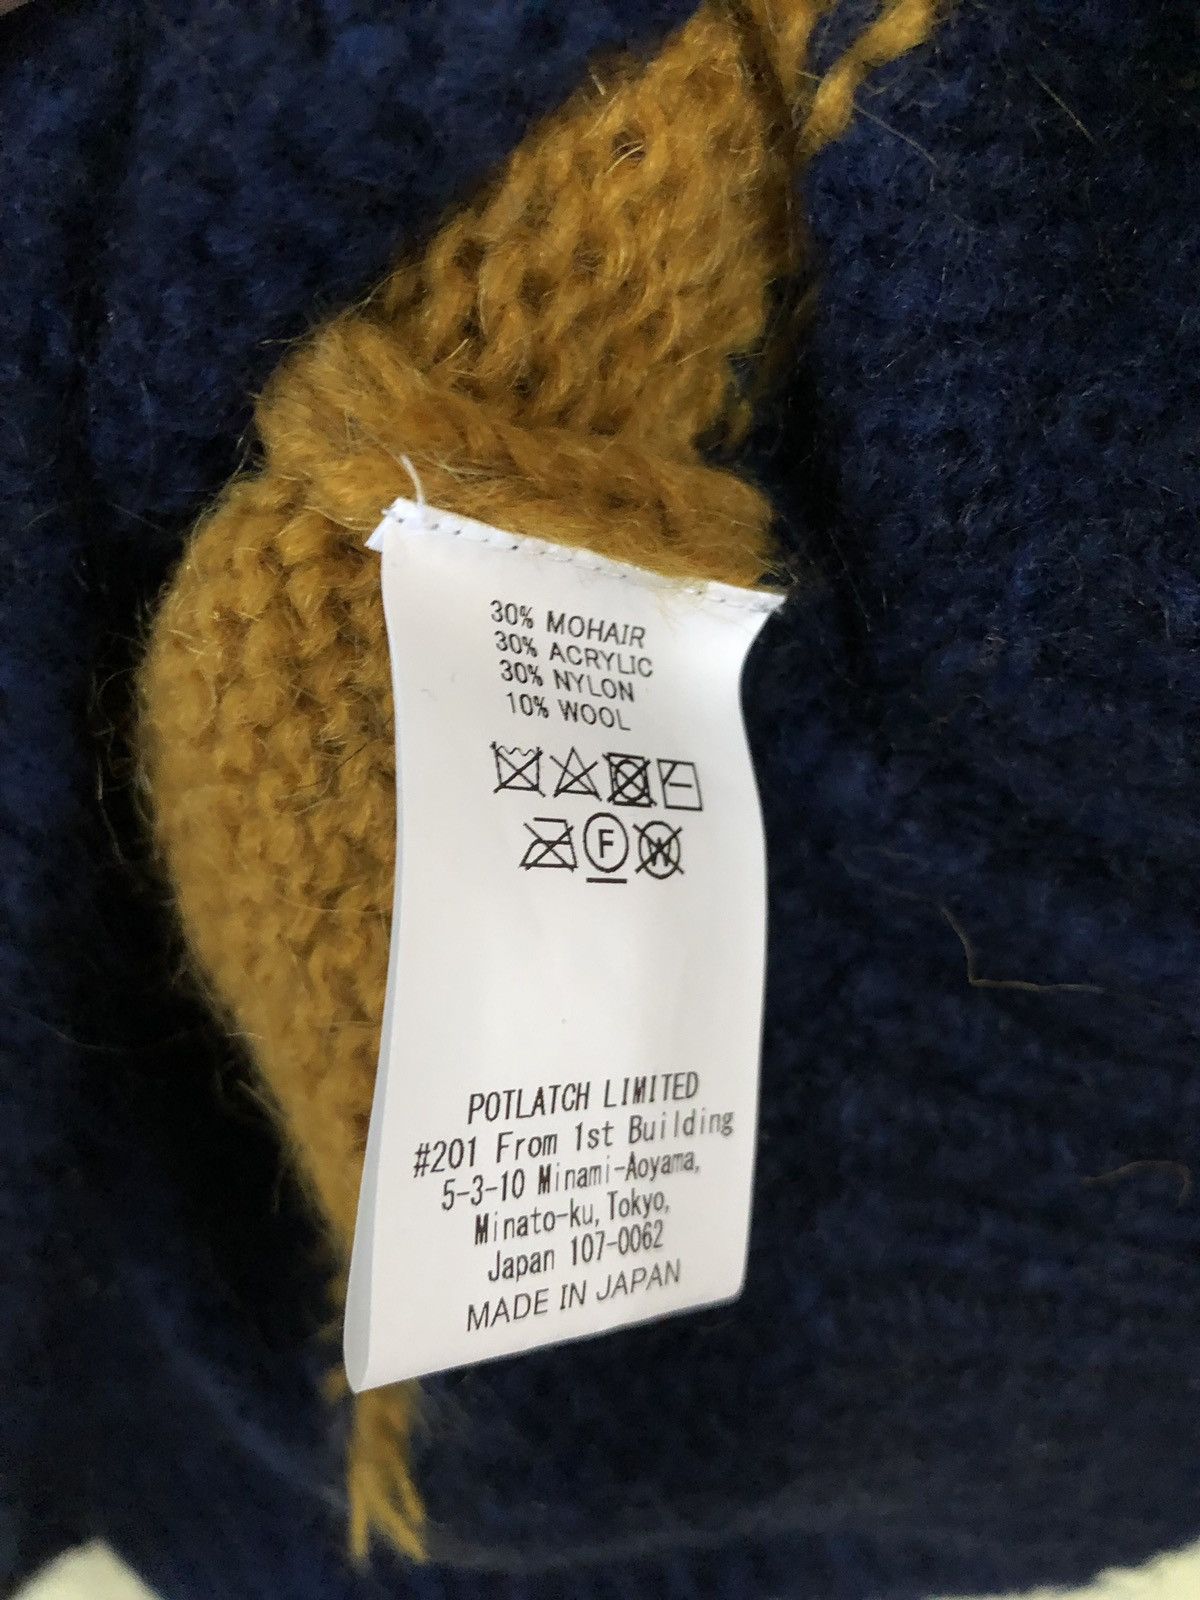 30% MOHAIR
30% ACRYLIC
30% NYLON
10% WOOL
F
W
POTLATCH LIMITED
#201 From 1st Building
5-3-10 Minami-Aoyama,
Minato-ku, Tokyo,
Japan 107-0062
MADE IN JAPAN